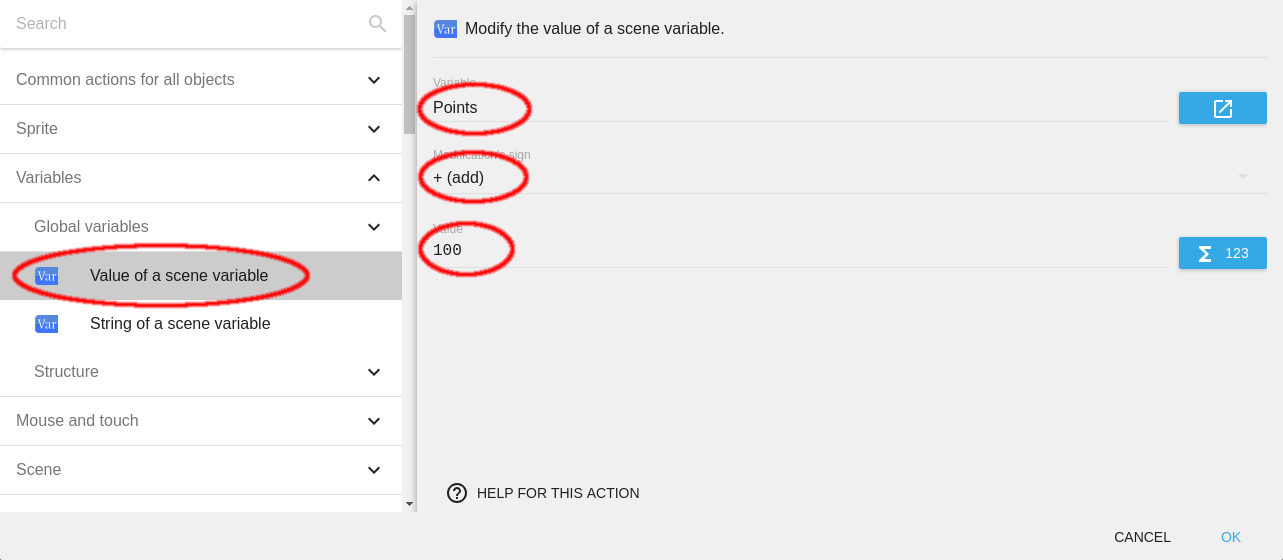 Search
Common actions for all objects
Sprite
Variables
Global variables
Var Value of a scene variable
Var String of a scene variable
Structure
Mouse and touch
Scene
Var Modify the value of a scene variable.
Variable
Points
Modification's sign
+ (add)
Value
100
Σ 123
? HELP FOR THIS ACTION
CANCEL OK